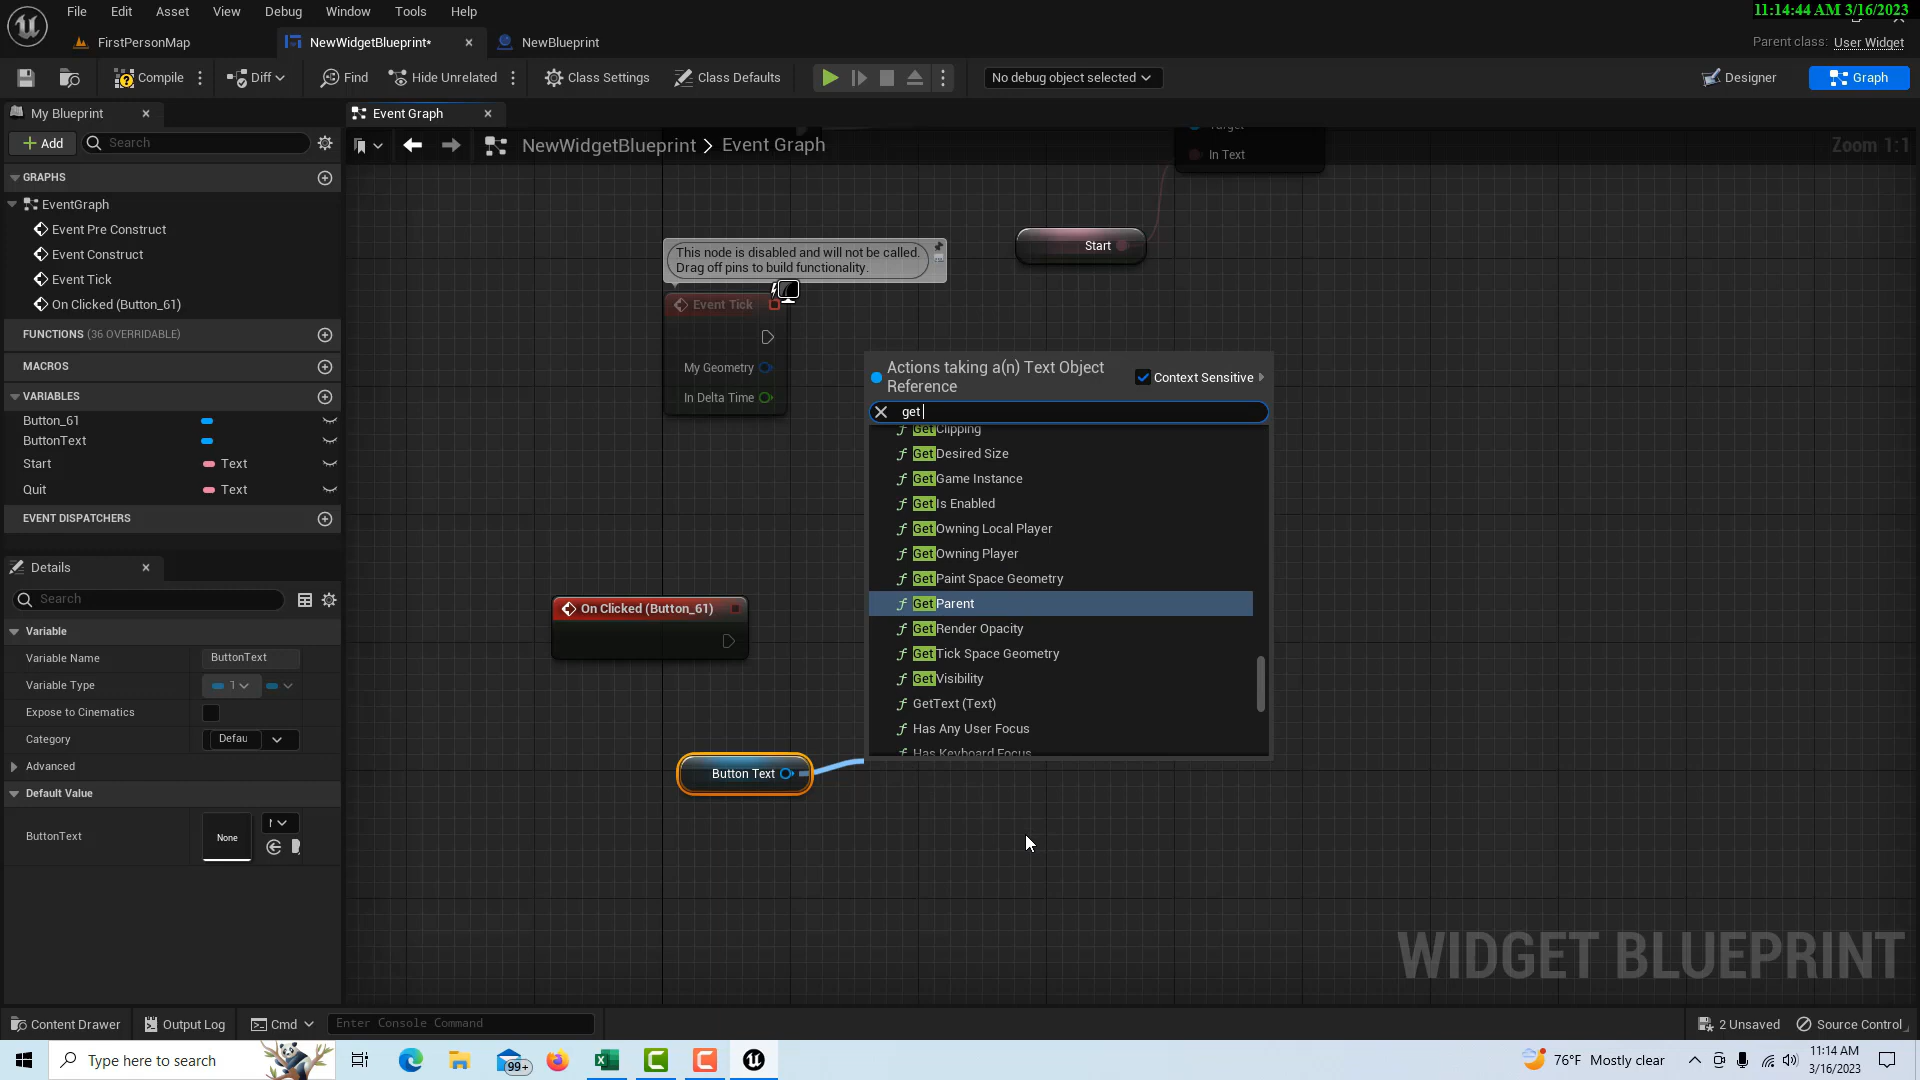 File Edit Asset View Debug Window Tools Help
11:14:44 AM 3/16/2023
FirstPersonMap
NewWidgetBlueprint*
NewBlueprint
Parent class: User Widget
Compile
Diff
Find
Hide Unrelated
Class Settings
Class Defaults
No debug object selected
Designer
Graph
My Blueprint
Event Graph
Add
Search
NewWidgetBlueprint > Event Graph
Zoom 1:1
GRAPHS
EventGraph
Event Pre Construct
Event Construct
Event Tick
On Clicked (Button_61)
FUNCTIONS (36 OVERRIDABLE)
MACROS
VARIABLES
Button_61
ButtonText
Start Text
Quit Text
EVENT DISPATCHERS
Details
Search
Variable
Variable Name ButtonText
Variable Type
Expose to Cinematics
Category Defau
Advanced
Default Value
ButtonText None
Target
In Text
Start
This node is disabled and will not be called.
Drag off pins to build functionality.
Event Tick
My Geometry
In Delta Time
On Clicked (Button_61)
Button Text
Actions taking a(n) Text Object
Reference
Context Sensitive
get
Get Clipping
Get Desired Size
Get Game Instance
Get Is Enabled
Get Owning Local Player
Get Owning Player
Get Paint Space Geometry
Get Parent
Get Render Opacity
Get Tick Space Geometry
Get Visibility
GetText (Text)
Has Any User Focus
Has Keyboard Focus
WIDGET BLUEPRINT
Content Drawer
Output Log
Cmd
Enter Console Command
2 Unsaved
Source Control
Type here to search
99+
76°F Mostly clear
11:14 AM
3/16/2023